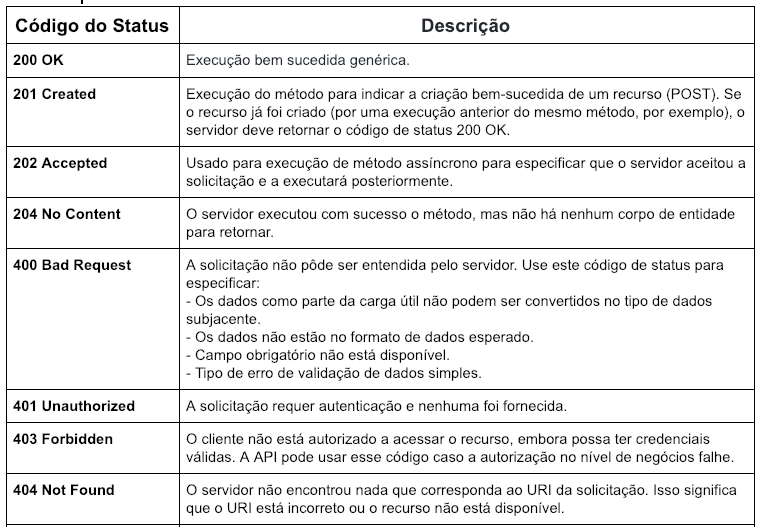 Código do Status Descrição
200 OK Execução bem sucedida genérica.
201 Created Execução do método para indicar a criação bem-sucedida de um recurso (POST). Se
o recurso já foi criado (por uma execução anterior do mesmo método, por exemplo), o
servidor deve retornar o código de status 200 OK.
202 Accepted Usado para execução de método assíncrono para especificar que o servidor aceitou a
solicitação e a executará posteriormente.
204 No Content O servidor executou com sucesso o método, mas não há nenhum corpo de entidade
para retornar.
400 Bad Request A solicitação não pôde ser entendida pelo servidor. Use este código de status para
especificar:
- Os dados como parte da carga útil não podem ser convertidos no tipo de dados
subjacente.
- Os dados não estão no formato de dados esperado.
- Campo obrigatório não está disponível.
- Tipo de erro de validação de dados simples.
401 Unauthorized A solicitação requer autenticação e nenhuma foi fornecida.
403 Forbidden O cliente não está autorizado a acessar o recurso, embora possa ter credenciais
válidas. A API pode usar esse código caso a autorização no nível de negócios falhe.
404 Not Found O servidor não encontrou nada que corresponda ao URI da solicitação. Isso significa
que o URI está incorreto ou o recurso não está disponível.